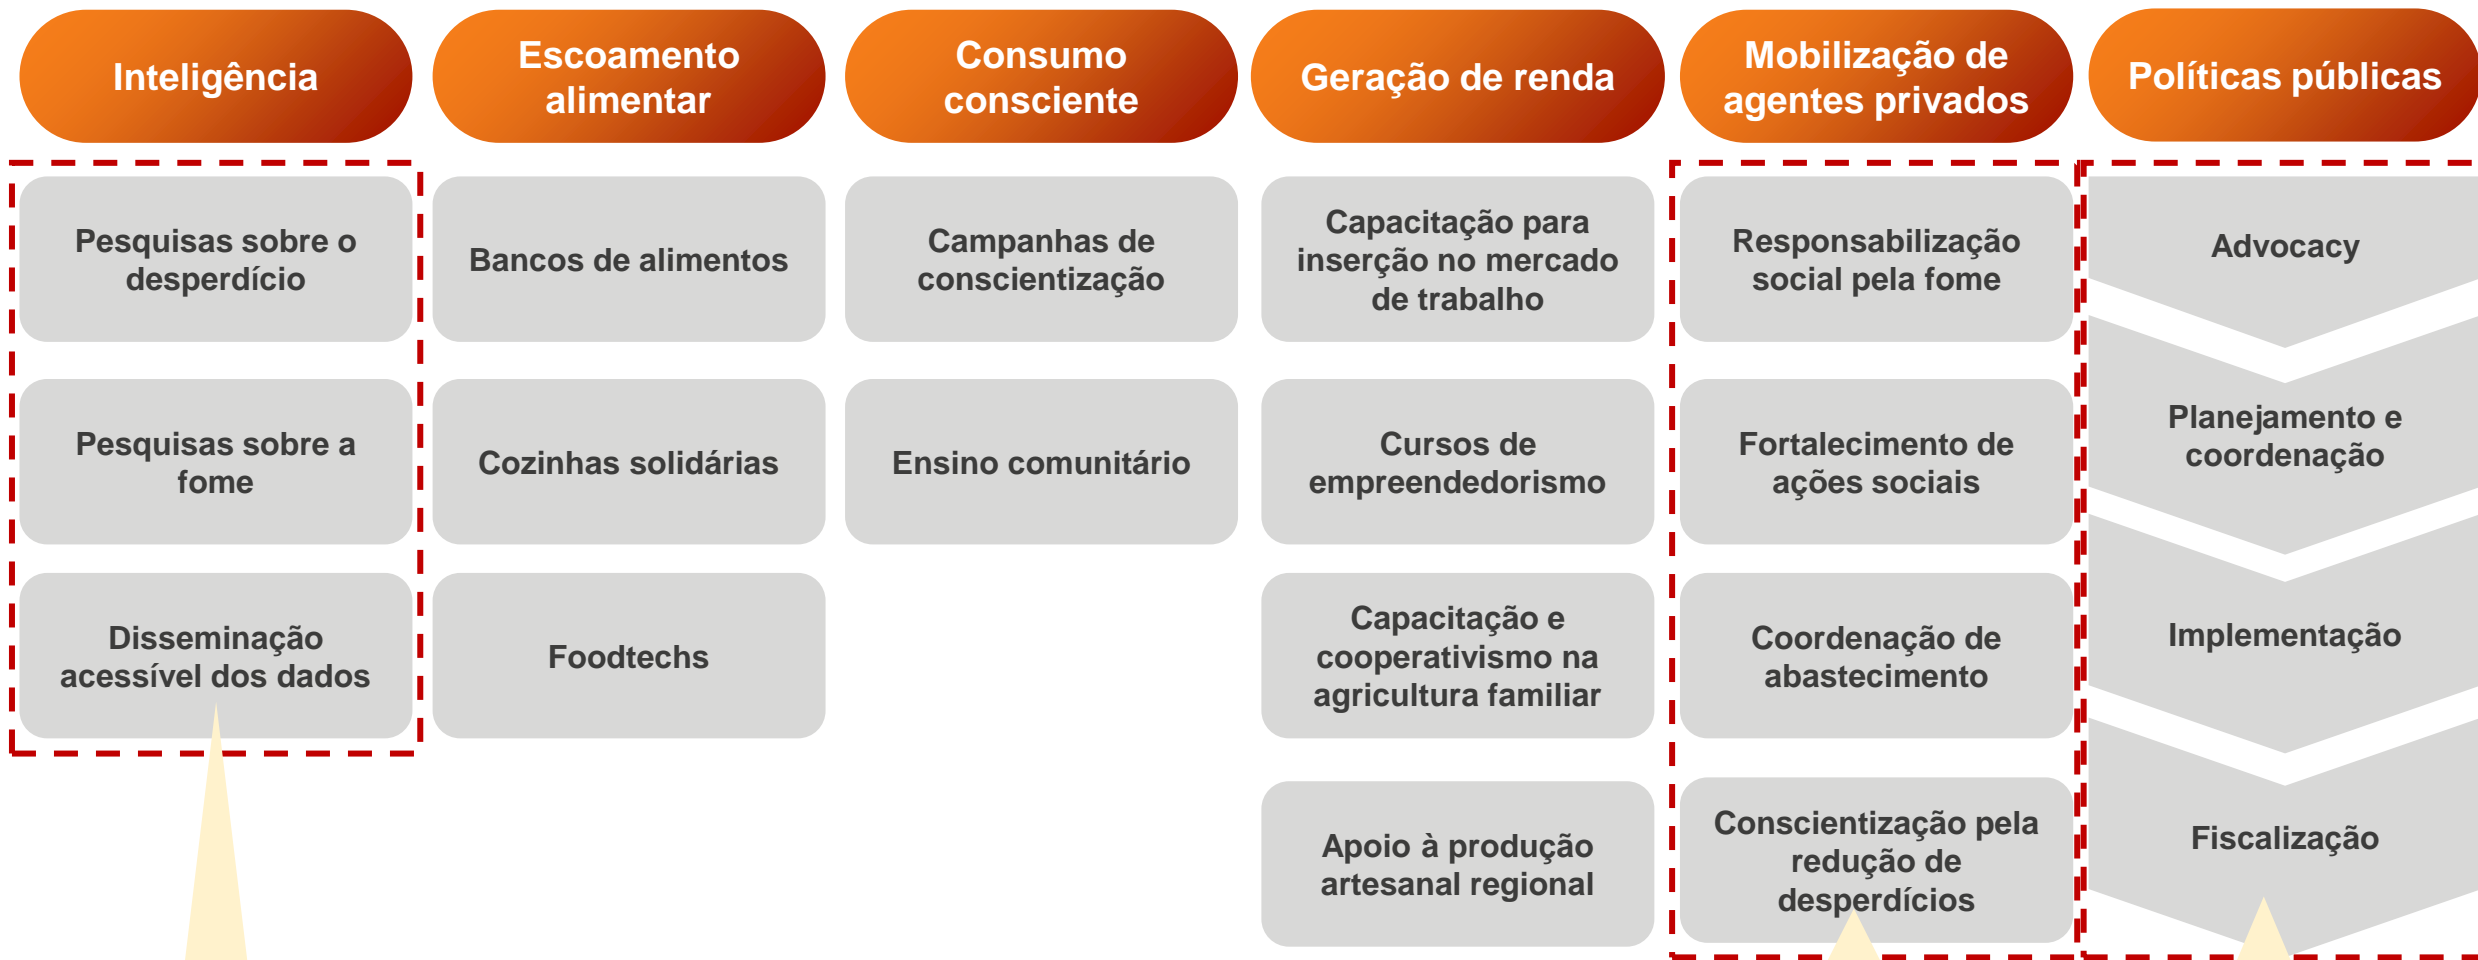 Inteligência
Escoamento
alimentar
Consumo
consciente
Geração de renda
Mobilização de
agentes privados
Políticas públicas
Pesquisas sobre o
desperdício
Pesquisas sobre a
fome
Disseminação
acessível dos dados
Bancos de alimentos
Cozinhas solidárias
Foodtechs
Campanhas de
conscientização
Ensino comunitário
Capacitação para
inserção no mercado
de trabalho
Cursos de
empreendedorismo
Capacitação e
cooperativismo na
agricultura familiar
Apoio à produção
artesanal regional
Responsabilização
social pela fome
Fortalecimento de
ações sociais
Coordenação de
abastecimento
Conscientização pela
redução de
desperdícios
Advocacy
Planejamento e
coordenação
Implementação
Fiscalização